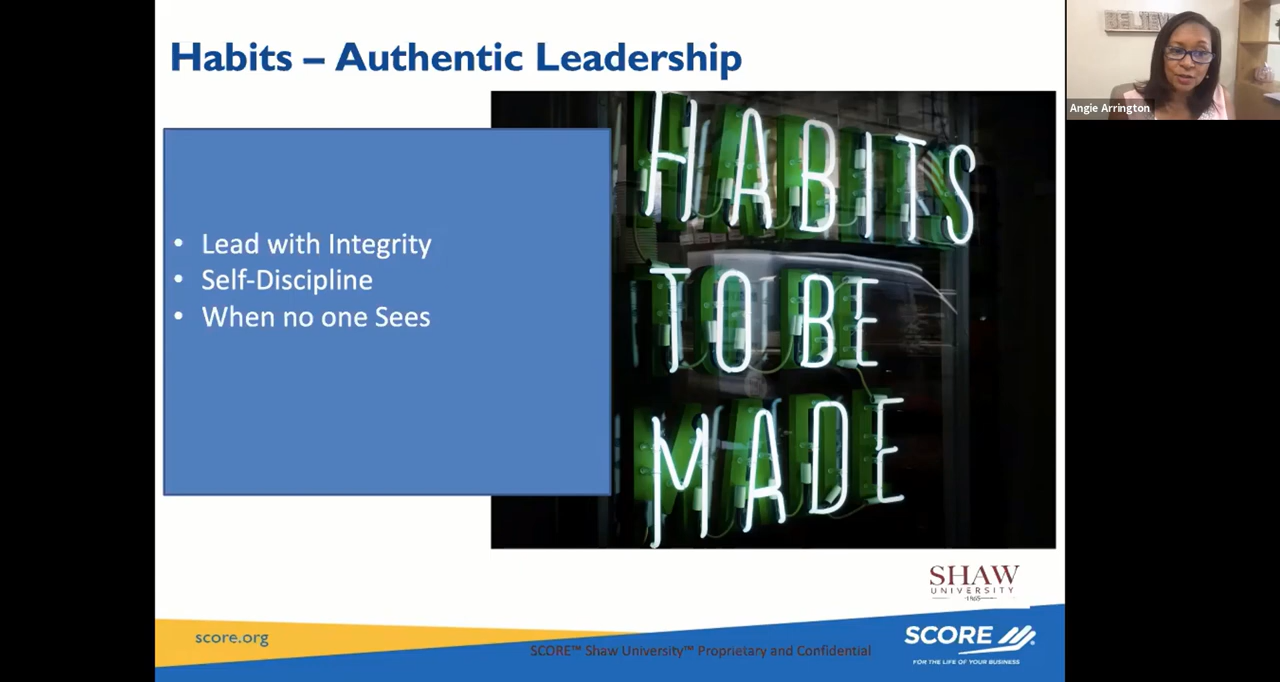 Habits – Authentic Leadership
• Lead with Integrity
• Self-Discipline
• When no one Sees
HABITS
TO BE
MADE
Angie Arrington
SHAW
UNIVERSITY
1865
score.org
SCORE™ Shaw University™ Proprietary and Confidential
SCORE
FOR THE LIFE OF YOUR BUSINESS